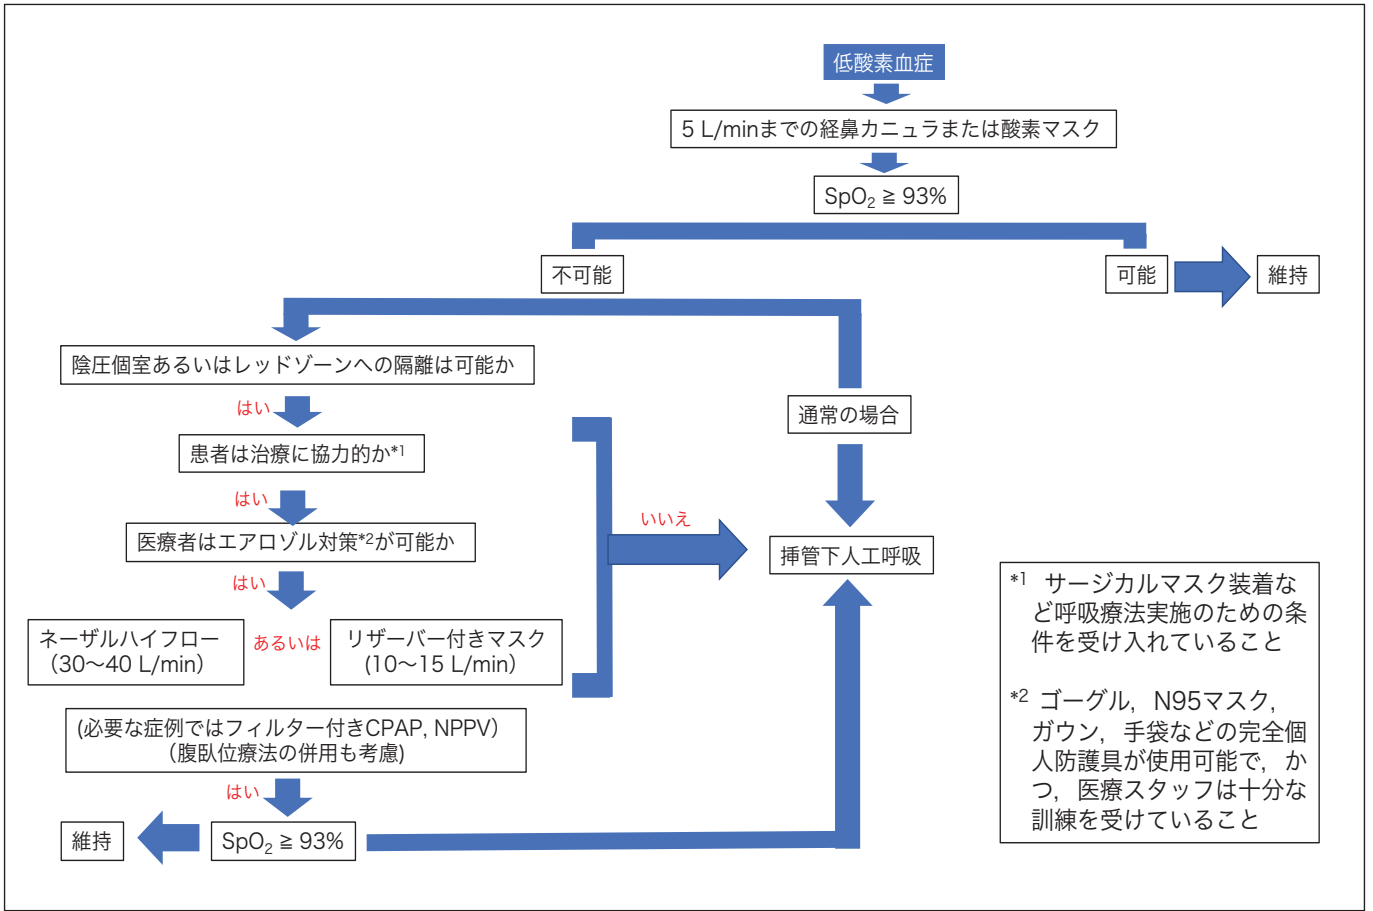 低酸素血症
5 L/minまでの経鼻カニュラまたは酸素マスク
SpO₂ ≧ 93%
不可能
可能
維持
陰圧個室あるいはレッドゾーンへの隔離は可能か
はい
通常の場合
患者は治療に協力的か*1
はい
医療者はエアロゾル対策*2が可能か
いいえ
挿管下人工呼吸
はい
ネーザルハイフロー
（30〜40 L/min）
あるいは
リザーバー付きマスク
(10〜15 L/min）
(必要な症例ではフィルター付きCPAP, NPPV）
（腹臥位療法の併用も考慮)
はい
維持
SpO₂ ≧ 93%
*1 サージカルマスク装着な
ど呼吸療法実施のための条
件を受け入れていること
*2 ゴーグル，N95マスク，
ガウン，手袋などの完全個
人防護具が使用可能で，か
つ，医療スタッフは十分な
訓練を受けていること